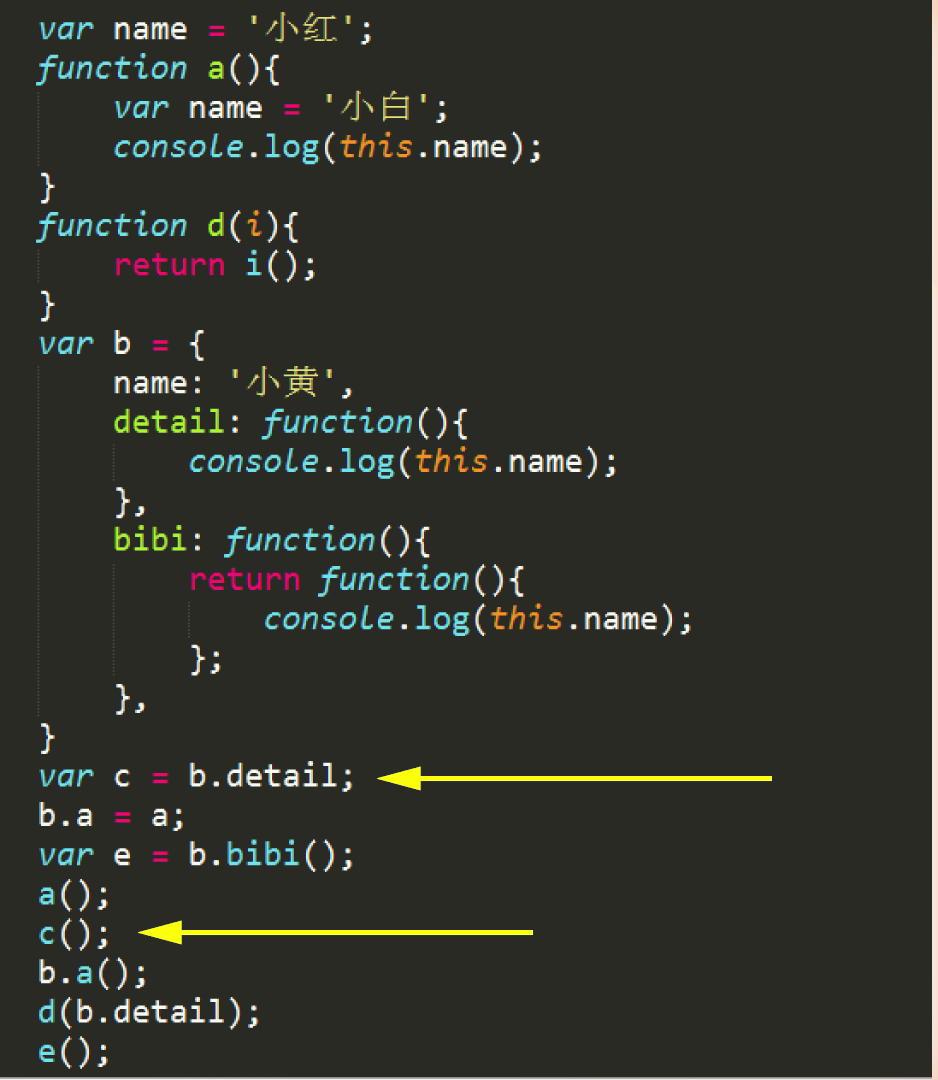 var name = '小红';
function a(){
    var name = '小白';
    console.log(this.name);
}
function d(i){
    return i();
}
var b = {
    name: '小黄',
    detail: function(){
        console.log(this.name);
    },
    bibi: function(){
        return function(){
            console.log(this.name);
        };
    },
}
var c = b.detail;
b.a = a;
var e = b.bibi();
a();
c();
b.a();
d(b.detail);
e();